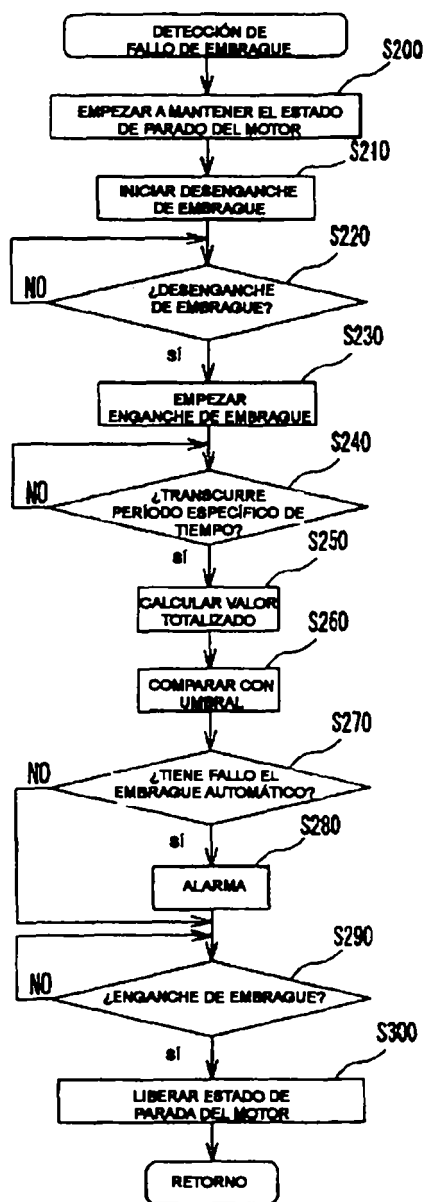 DETECCIÓN DE
FALLO DE EMBRAGUE
S200
EMPEZAR A MANTENER EL ESTADO
DE PARADO DEL MOTOR
S210
INICIAR DESENGANCHE
DE EMBRAGUE
S220
NO
¿DESENGANCHE
DE EMBRAGUE?
sí
S230
EMPEZAR
ENGANCHE DE EMBRAGUE
S240
NO
¿TRANSCURRE
PERÍODO ESPECÍFICO DE
TIEMPO?
sí
S250
CALCULAR VALOR
TOTALIZADO
S260
COMPARAR CON
UMBRAL
S270
NO
¿TIENE FALLO EL
EMBRAGUE AUTOMÁTICO?
sí
S280
ALARMA
S290
NO
¿ENGANCHE DE EMBRAGUE?
sí
S300
LIBERAR ESTADO DE
PARADA DEL MOTOR
RETORNO